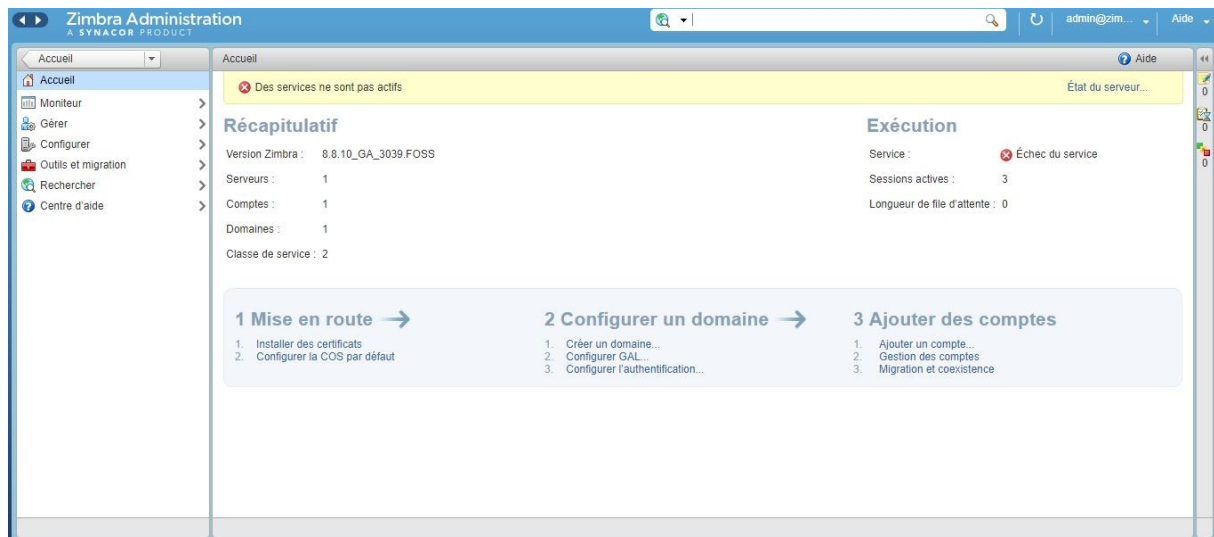 Zimbra Administration
A SYNACOR PRODUCT
admin@zim...
Aide
Accueil
Accueil
Aide
Accueil
Moniteur
Gérer
Configurer
Outils et migration
Rechercher
Centre d'aide
Des services ne sont pas actifs
État du serveur...
Récapitulatif
Version Zimbra : 8.8.10_GA_3039.FOSS
Serveurs : 1
Comptes : 1
Domaines : 1
Classe de service : 2
Exécution
Service : Échec du service
Sessions actives : 3
Longueur de file d'attente : 0
1 Mise en route
1. Installer des certificats
2. Configurer la COS par défaut
2 Configurer un domaine
1. Créer un domaine...
2. Configurer GAL...
3. Configurer l'authentification...
3 Ajouter des comptes
1. Ajouter un compte...
2. Gestion des comptes
3. Migration et coexistence
0
0
0